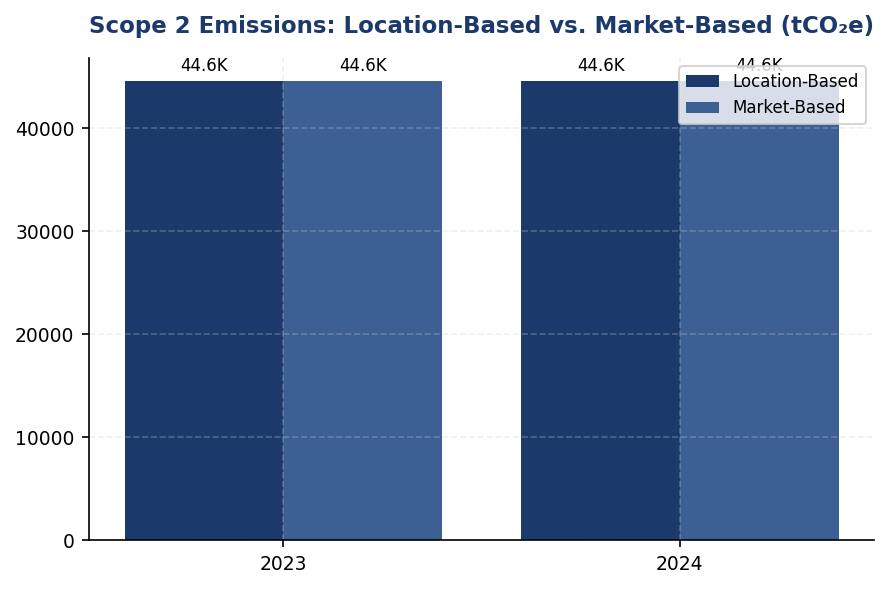 Scope 2 Emissions: Location-Based vs. Market-Based (tCO₂e)
44.6K 44.6K 44.6K 44.6K
Location-Based
Market-Based
40000
30000
20000
10000
0
2023 2024